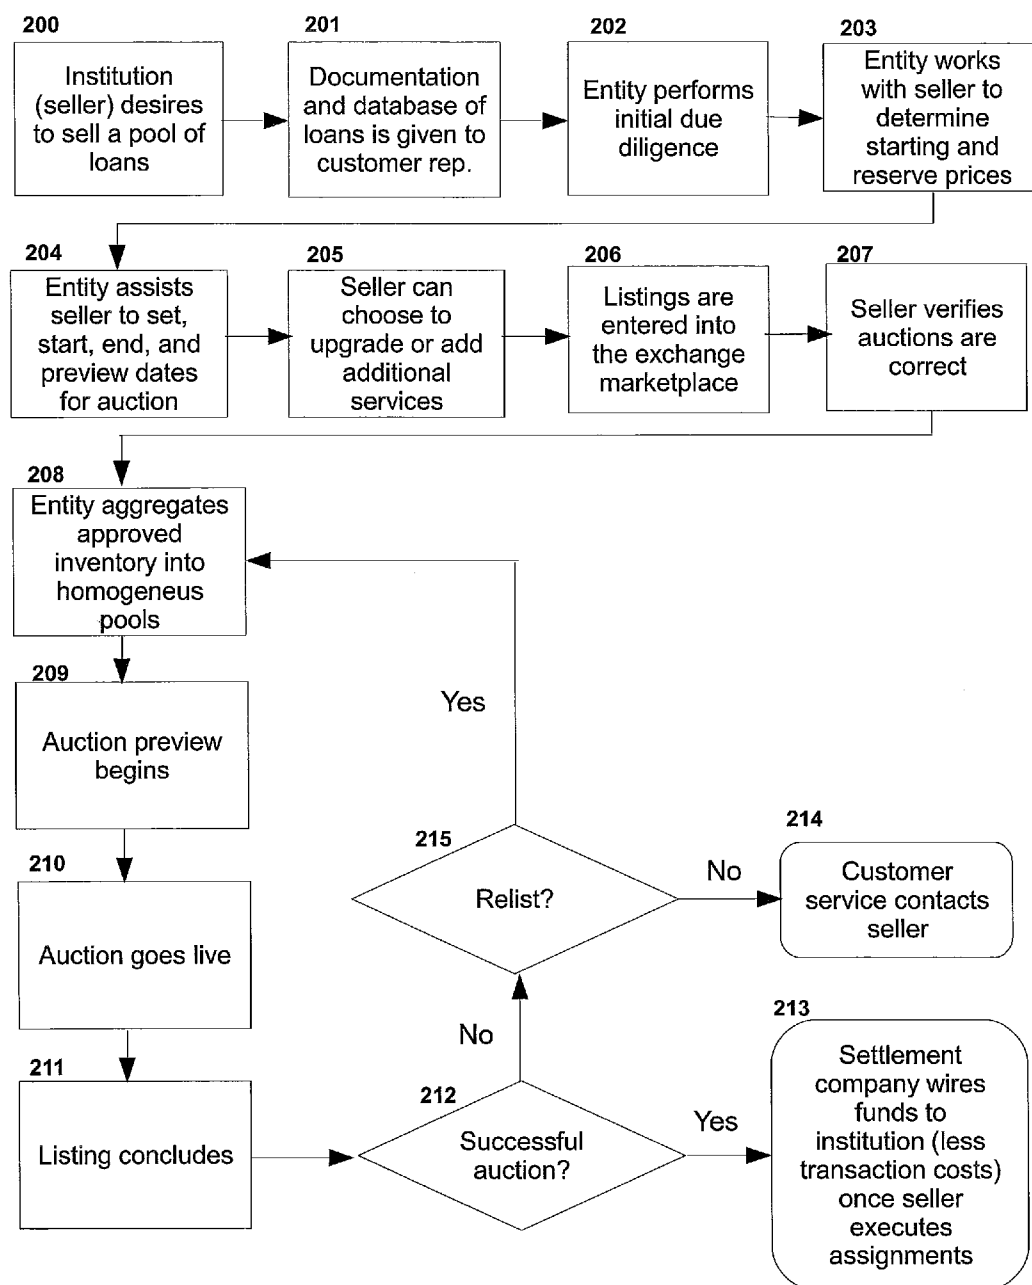 200
Institution
(seller) desires
to sell a pool of
loans
201
Documentation
and database of
loans is given to
customer rep.
202
Entity performs
initial due
diligence
203
Entity works
with seller to
determine
starting and
reserve prices
204
Entity assists
seller to set,
start, end, and
preview dates
for auction
205
Seller can
choose to
upgrade or add
additional
services
206
Listings are
entered into
the exchange
marketplace
207
Seller verifies
auctions are
correct
208
Entity aggregates
approved
inventory into
homogeneus
pools
209
Auction preview
begins
210
Auction goes live
211
Listing concludes
212
Successful
auction?
Yes
213
Settlement
company wires
funds to
institution (less
transaction costs)
once seller
executes
assignments
No
215
Relist?
No
214
Customer
service contacts
seller
Yes